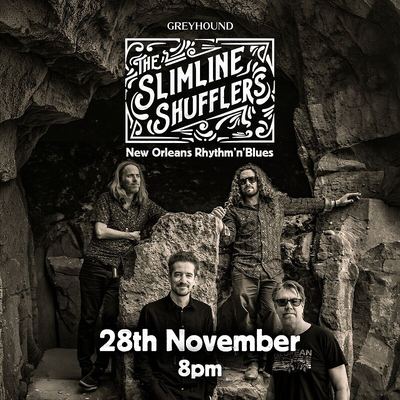 GREYHOUND
THE
SLIMLINE
SHUFFLERS
New Orleans Rhythm'n'Blues
28th November
8pm